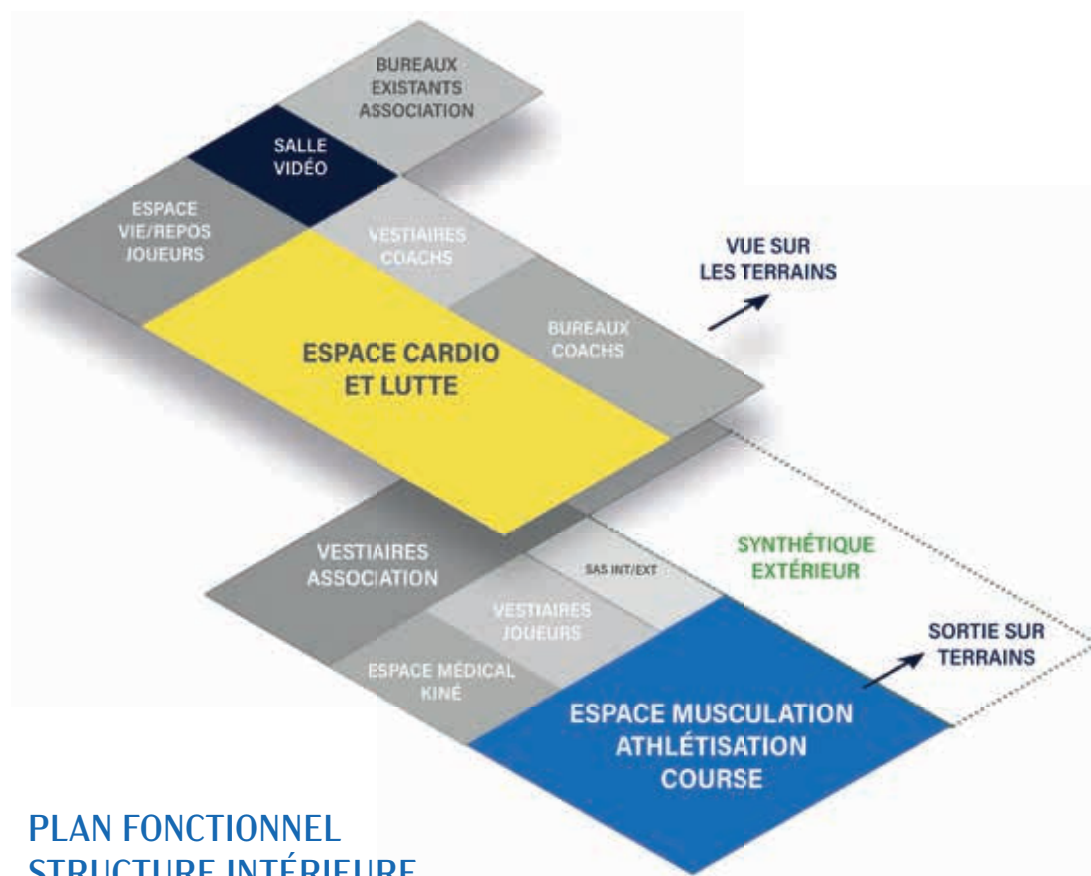 BUREAUX
EXISTANTS
ASSOCIATION
SALLE
VIDÉO
ESPACE
VIE/REPOS
JOUEURS
VESTIAIRES
COACHS
VUE SUR
LES TERRAINS
BUREAUX
COACHS
ESPACE CARDIO
ET LUTTE
VESTIAIRES
ASSOCIATION
SAS INT/EXT
SYNTHÉTIQUE
EXTÉRIEUR
VESTIAIRES
JOUEURS
SORTIE SUR
TERRAINS
ESPACE MÉDICAL
KINÉ
ESPACE MUSCULATION
ATHLÉTISATION
COURSE
PLAN FONCTIONNEL
STRUCTURE INTÉRIEURE